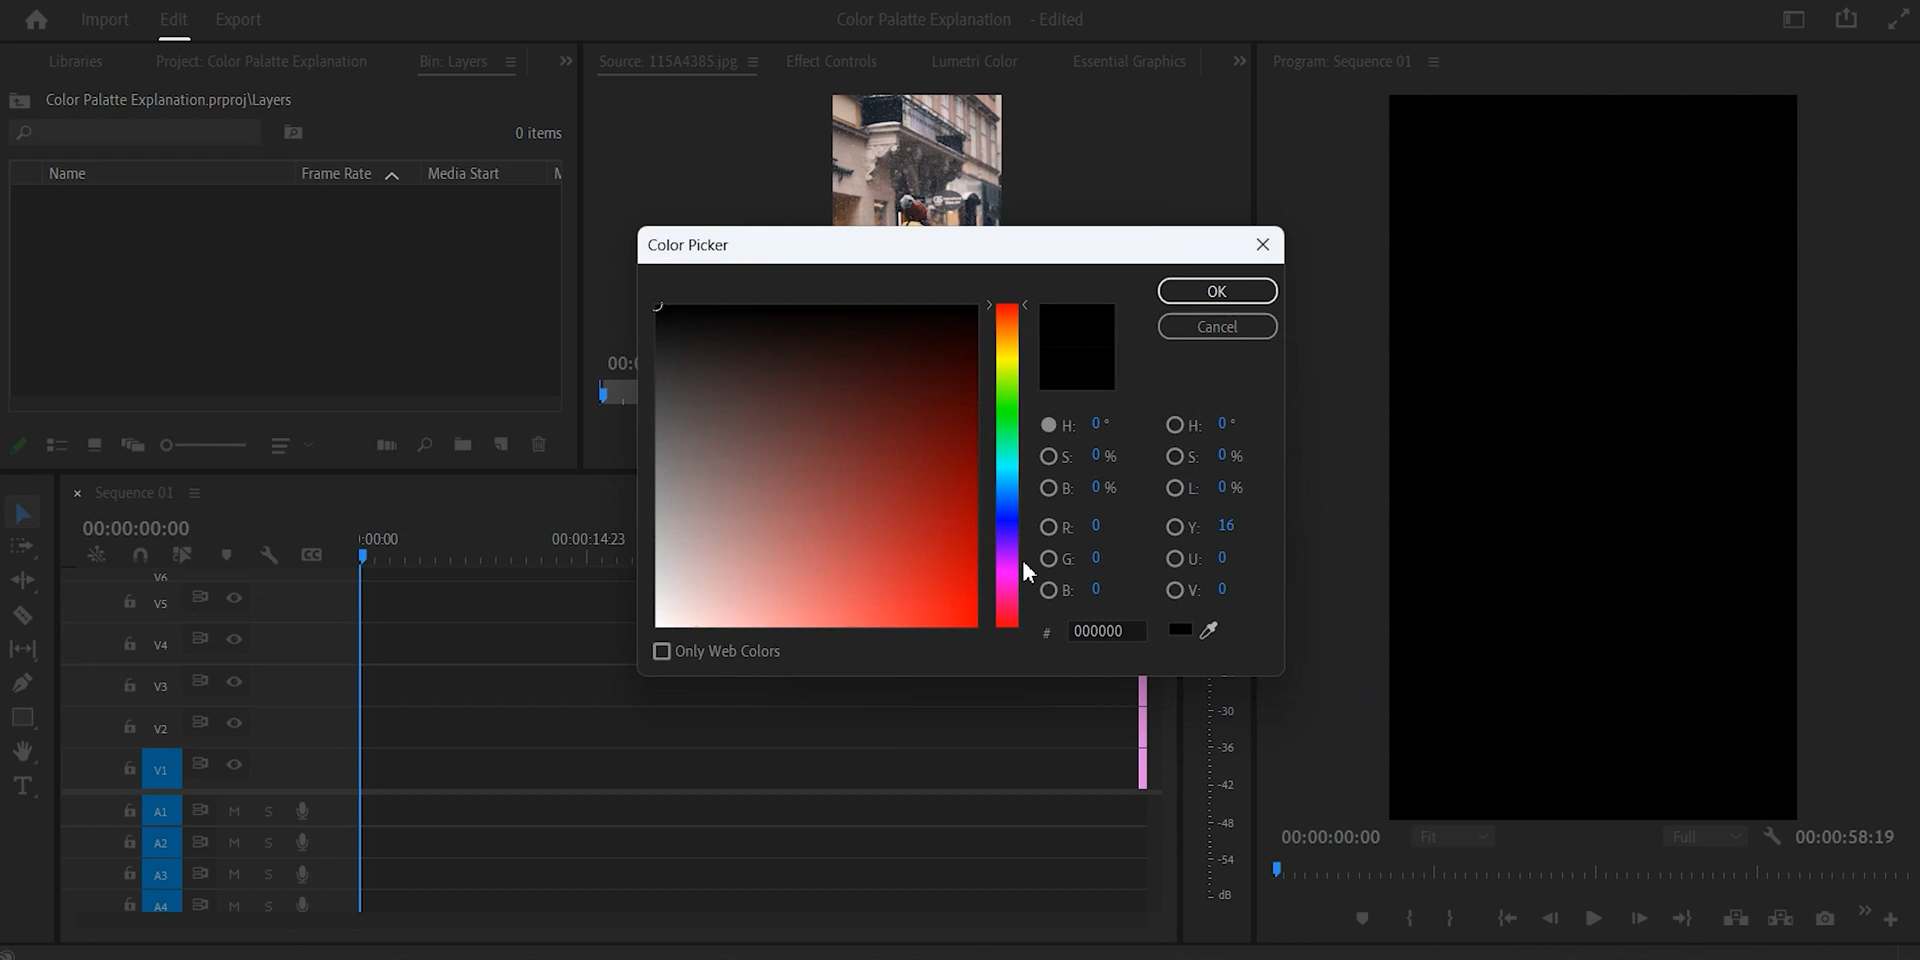 Import Edit Export Color Palatte Explanation - Edited
Libraries Project: Color Palatte Explanation Bin: Layers
Source: 115A4385.jpg Effect Controls Lumetri Color Essential Graphics
Program: Sequence 01
Color Palatte Explanation.prproj\Layers
0 items
Name Frame Rate Media Start
Color Picker
OK
Cancel
H: 0 ° H: 0 °
S: 0 % S: 0 %
B: 0 % L: 0 %
R: 0 Y: 16
G: 0 U: 0
B: 0 V: 0
# 000000
Only Web Colors
× Sequence 01
00:00:00:00
:00:00 00:00:14:23
CC
V6
V5
V4
V3
V2
V1
A1 M S
A2 M S
A3 M S
A4 M S
-30
-36
-42
-48
-54
dB
00:00:00:00 Fit Full 00:00:58:19